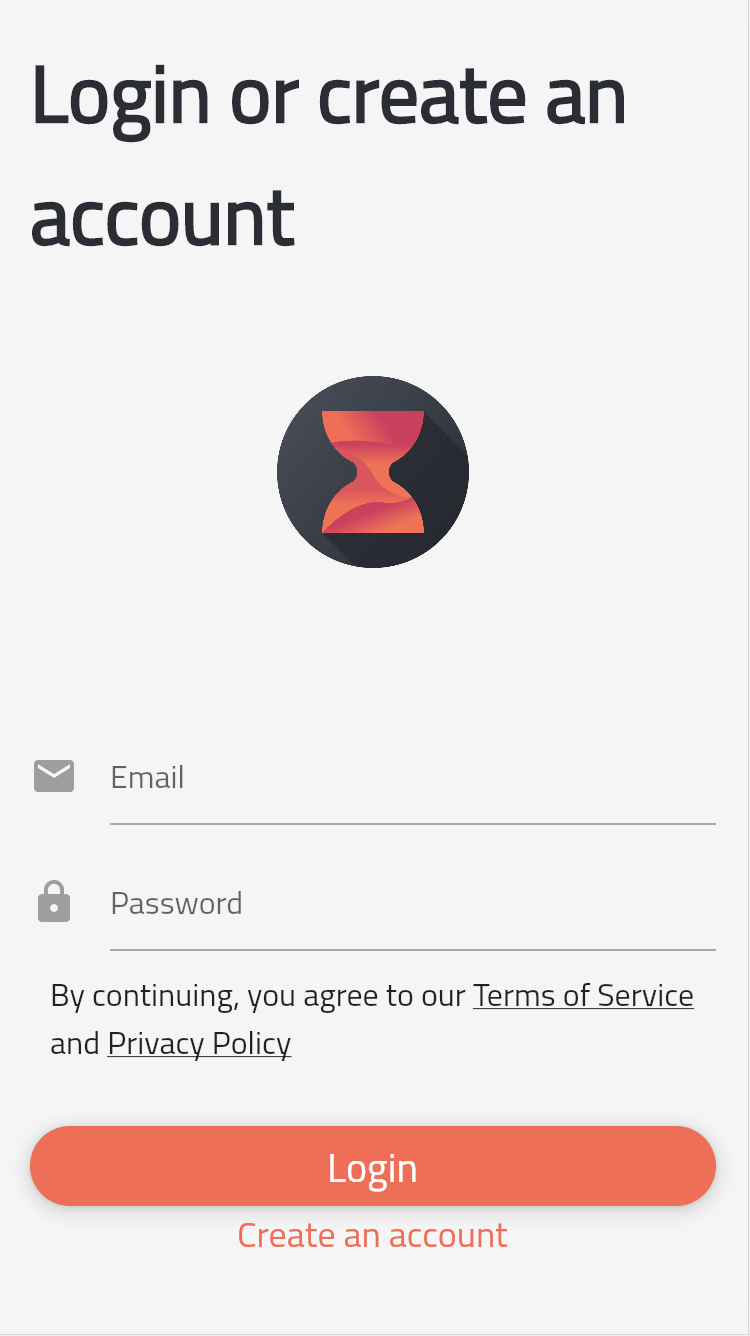 Login or create an
account
Email
Password
By continuing, you agree to our Terms of Service
and Privacy Policy
Login
Create an account